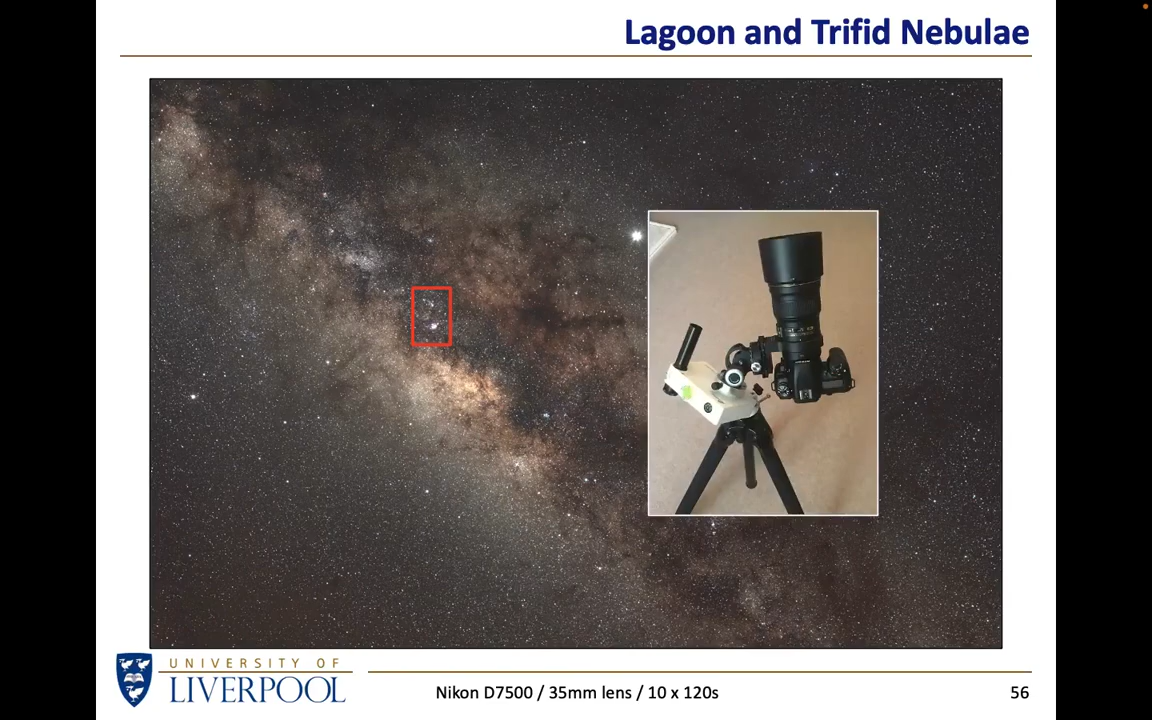 Lagoon and Trifid Nebulae
UNIVERSITY OF
LIVERPOOL
Nikon D7500 / 35mm lens / 10 x 120s
56